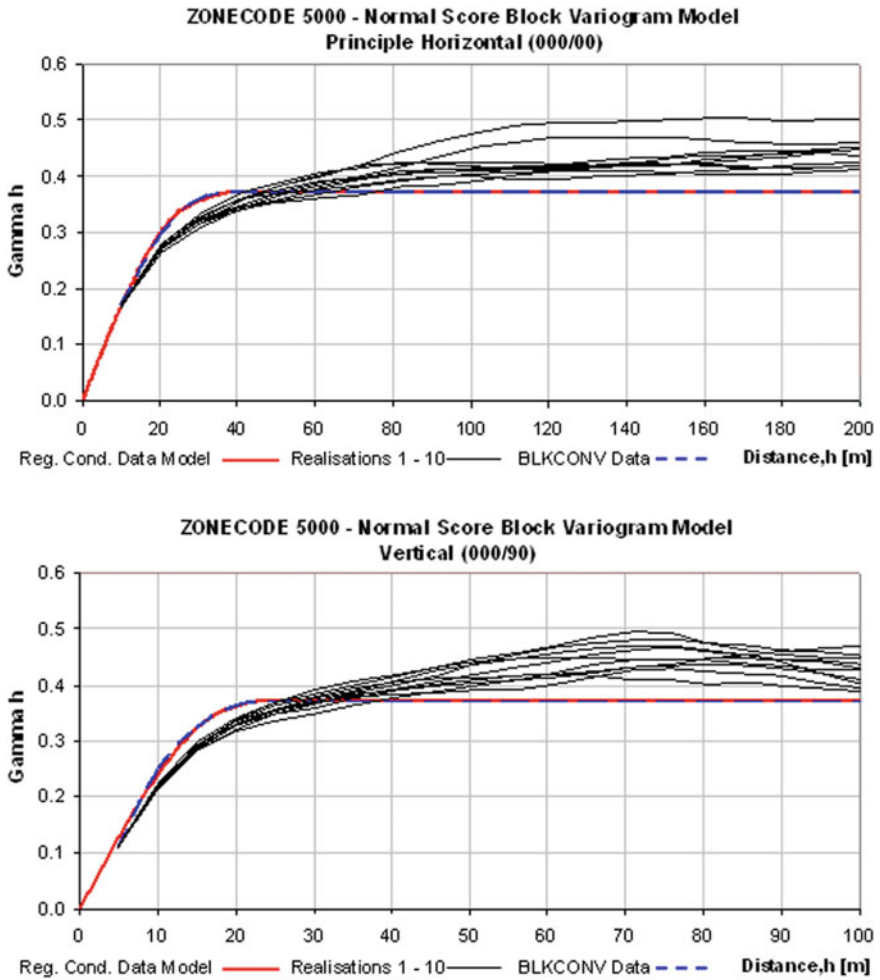 ZONECODE 5000 - Normal Score Block Variogram Model
Principle Horizontal (000/00)
0.6
0.5
0.4
0.3
0.2
0.1
0.0
Gamma h
0 20 40 60 80 100 120 140 160 180 200
Reg. Cond. Data Model Realisations 1 - 10 BLKCONV Data Distance,h [m]
ZONECODE 5000 - Normal Score Block Variogram Model
Vertical (000/90)
0.6
0.5
0.4
0.3
0.2
0.1
0.0
Gamma h
0 10 20 30 40 50 60 70 80 90 100
Reg. Cond. Data Model Realisations 1 - 10 BLKCONV Data Distance,h [m]